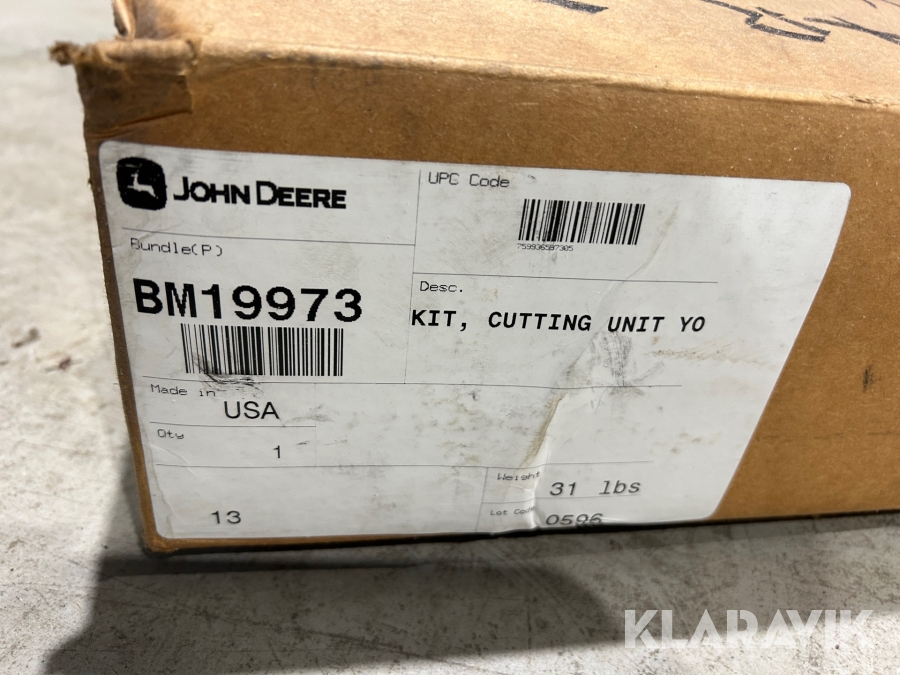 JOHN DEERE
UPC Code
759936587305
Bundle(P)
BM19973
Desc.
KIT, CUTTING UNIT YO
Made in
USA
Qty
1
Weight
31 lbs
Lot Code
0596
13
KLARAVIK